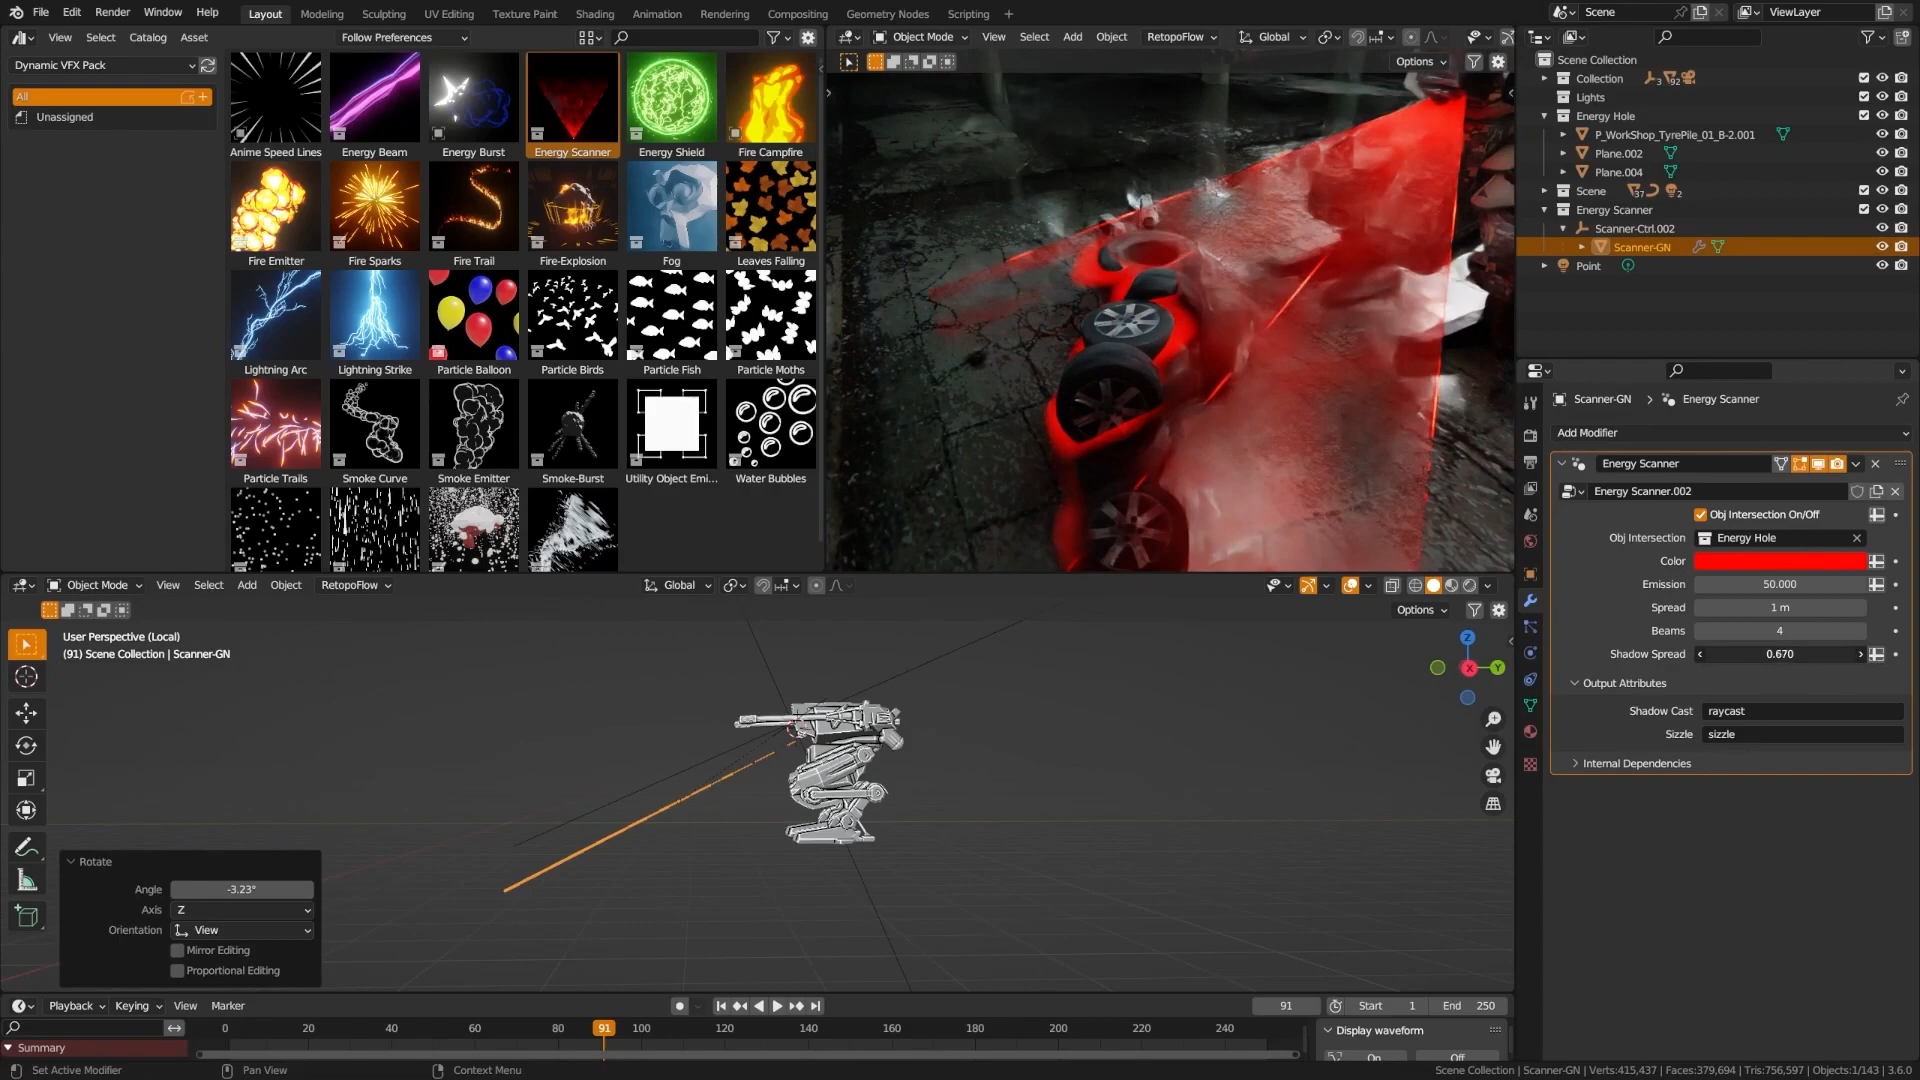 File Edit Render Window Help Layout Modeling Sculpting UV Editing Texture Paint Shading Animation Rendering Compositing Geometry Nodes Scripting + Scene ViewLayer
View Select Catalog Asset Follow Preferences
Dynamic VFX Pack
All
Unassigned
Anime Speed Lines Energy Beam Energy Burst Energy Scanner Energy Shield Fire Campfire
Fire Emitter Fire Sparks Fire Trail Fire-Explosion Fog Leaves Falling
Lightning Arc Lightning Strike Particle Balloon Particle Birds Particle Fish Particle Moths
Particle Trails Smoke Curve Smoke Emitter Smoke-Burst Utility Object Emi... Water Bubbles
Object Mode View Select Add Object RetopoFlow Global
Options
Scene Collection
Collection 3 92
Lights
Energy Hole
P_WorkShop_TyrePile_01_B-2.001
Plane.002
Plane.004
Scene 37 2
Energy Scanner
Scanner-Ctrl.002
Scanner-GN
Point
Scanner-GN > Energy Scanner
Add Modifier
Energy Scanner
Energy Scanner.002
Obj Intersection On/Off
Obj Intersection Energy Hole
Color
Emission 50.000
Spread 1 m
Beams 4
Shadow Spread 0.670
Output Attributes
Shadow Cast raycast
Sizzle sizzle
Internal Dependencies
Object Mode View Select Add Object RetopoFlow Global
Options
User Perspective (Local)
(91) Scene Collection | Scanner-GN
Z
X
Y
Rotate
Angle -3.23°
Axis Z
Orientation View
Mirror Editing
Proportional Editing
Playback Keying View Marker 91 Start 1 End 250
0 20 40 60 80 91 100 120 140 160 180 200 220 240
Display waveform
Summary
On Off
Set Active Modifier Pan View Context Menu Scene Collection | Scanner-GN | Verts:415,437 | Faces:379,694 | Tris:756,597 | Objects:1/143 | 3.6.0